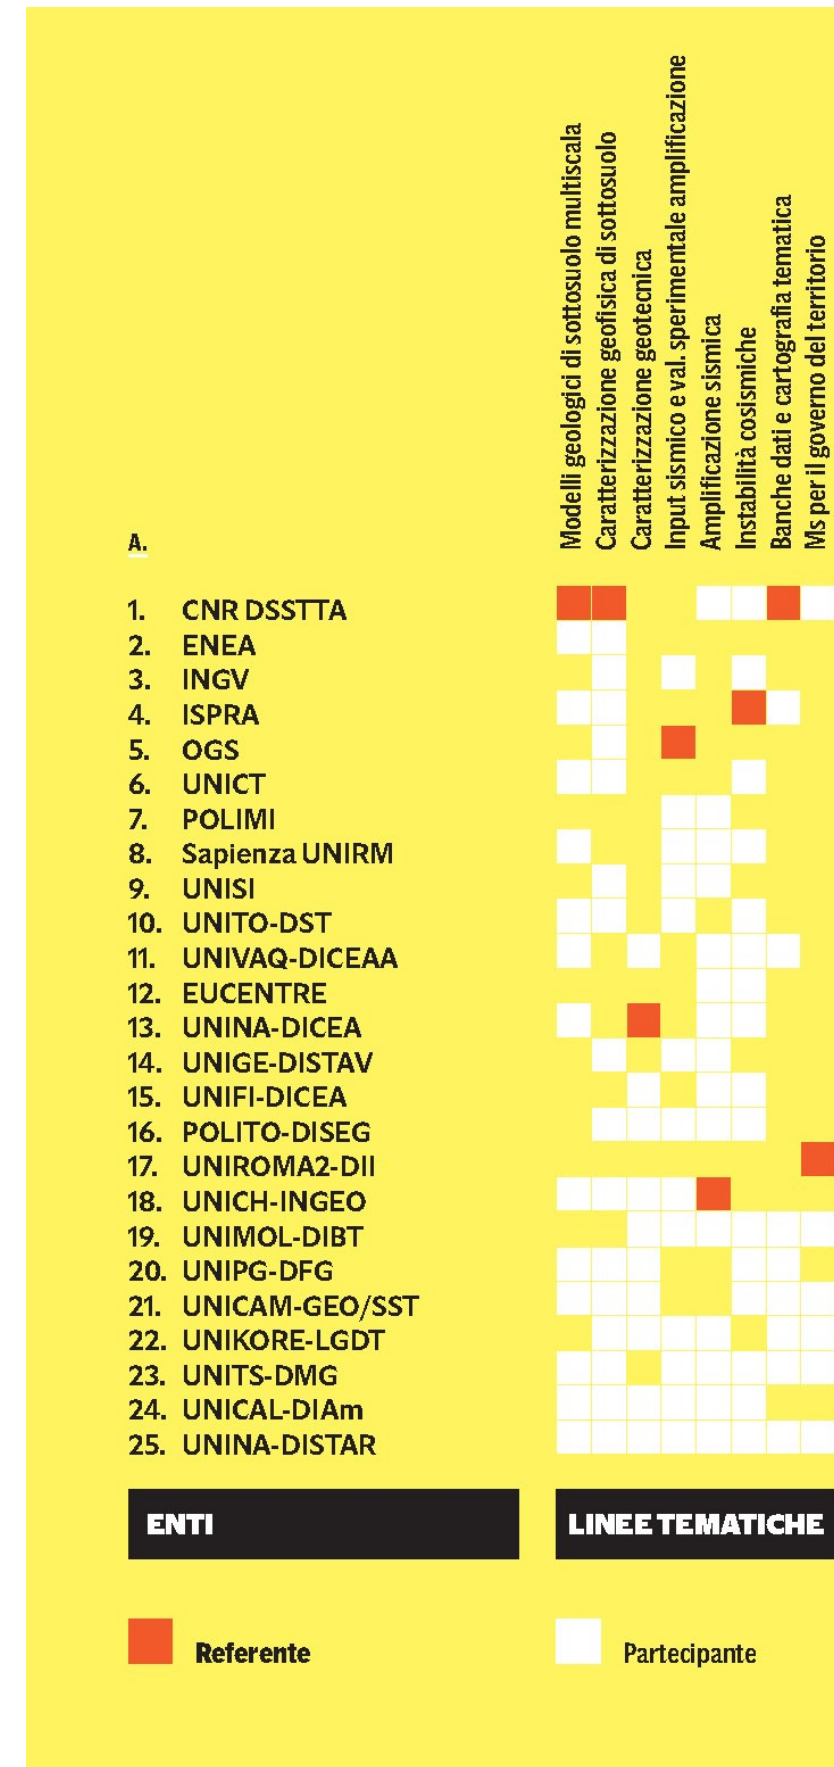 Modelli geologici di sottosuolo multiscala
Caratterizzazione geofisica di sottosuolo
Caratterizzazione geotecnica
Input sismico e val. sperimentale amplificazione
Amplificazione sismica
Instabilità cosismiche
Banche dati e cartografia tematica
Ms per il governo del territorio
A.
1. CNR DSSTTA
2. ENEA
3. INGV
4. ISPRA
5. OGS
6. UNICT
7. POLIMI
8. Sapienza UNIRM
9. UNISI
10. UNITO-DST
11. UNIVAQ-DICEAA
12. EUCENTRE
13. UNINA-DICEA
14. UNIGE-DISTAV
15. UNIFI-DICEA
16. POLITO-DISEG
17. UNIROMA2-DII
18. UNICH-INGEO
19. UNIMOL-DIBT
20. UNIPG-DFG
21. UNICAM-GEO/SST
22. UNIKORE-LGDT
23. UNITS-DMG
24. UNICAL-DIAm
25. UNINA-DISTAR
ENTI
LINEE TEMATICHE
Referente
Partecipante